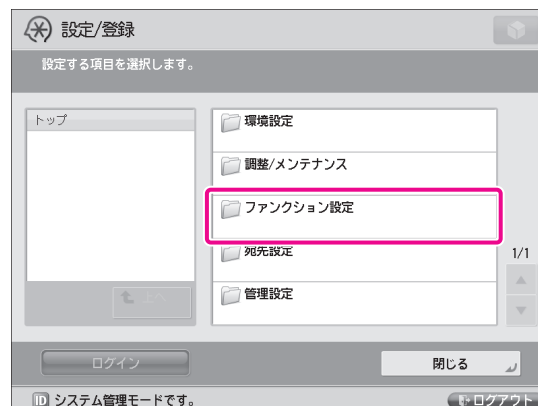 設定/登録
設定する項目を選択します。
トップ
環境設定
調整/メンテナンス
ファンクション設定
宛先設定
管理設定
1/1
上へ
ログイン
閉じる
ID システム管理モードです。
ログアウト